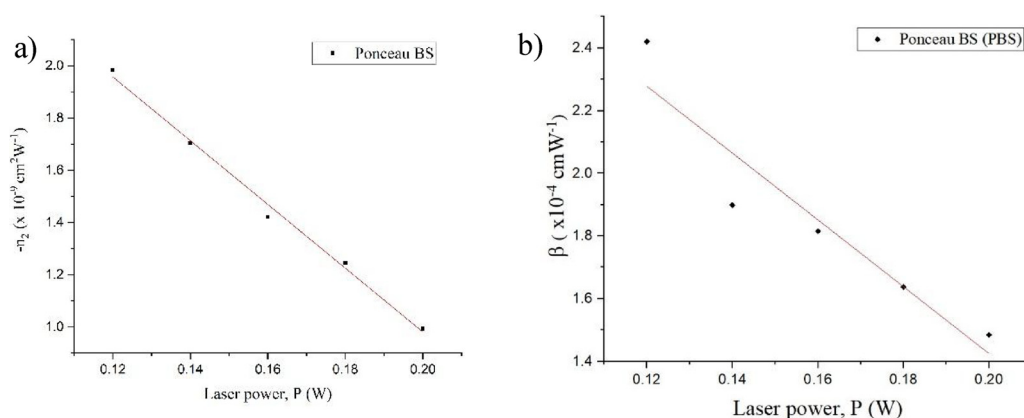 a)
Ponceau BS
-n₂ (x 10⁻⁹ cm²W⁻¹)
2.0
1.8
1.6
1.4
1.2
1.0
0.12 0.14 0.16 0.18 0.20
Laser power, P (W)
b)
Ponceau BS (PBS)
β ( x10⁻⁴ cmW⁻¹)
2.4
2.2
2.0
1.8
1.6
1.4
0.12 0.14 0.16 0.18 0.20
Laser power, P (W)